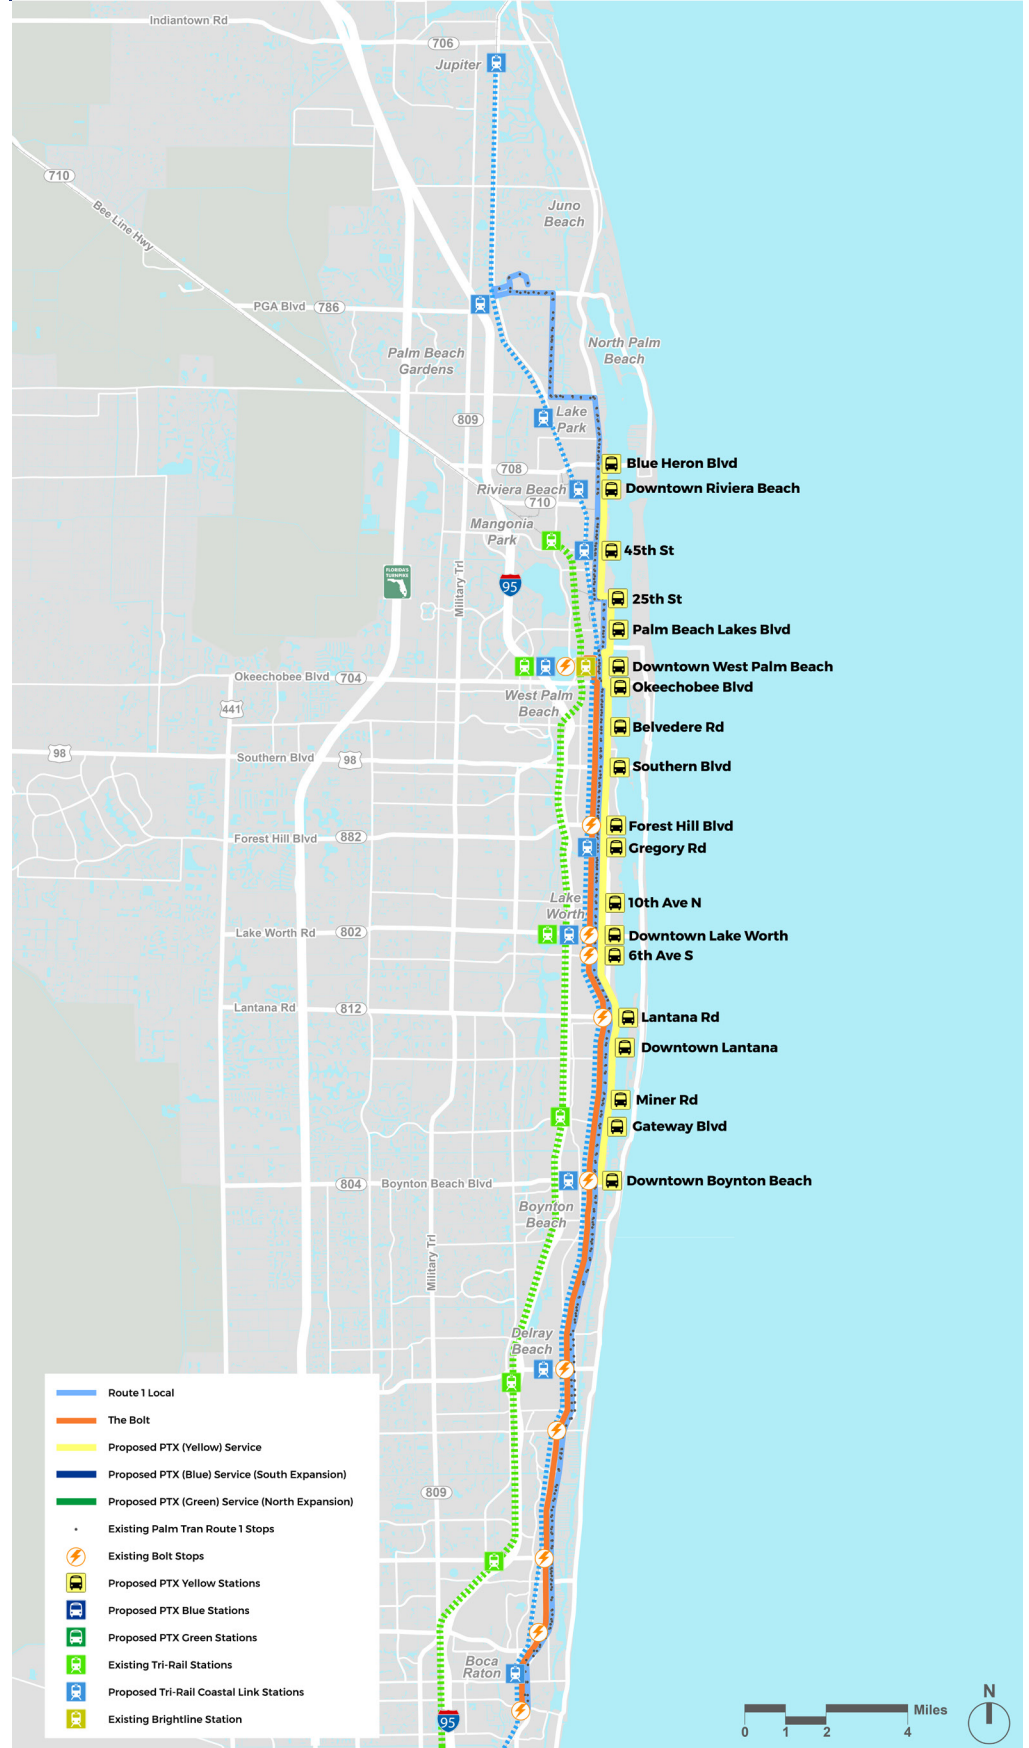 Indiantown Rd
706
Jupiter
710
Bee Line Hwy
Juno
Beach
PGA Blvd
786
North Palm
Beach
Palm Beach
Gardens
809
Lake
Park
Blue Heron Blvd
708
Riviera Beach
Downtown Riviera Beach
710
Mangonia
Park
45th St
FLORIDA'S
TURNPIKE
Military Trl
95
25th St
Palm Beach Lakes Blvd
Downtown West Palm Beach
Okeechobee Blvd
704
Okeechobee Blvd
West Palm
Beach
441
Belvedere Rd
98
Southern Blvd
98
Southern Blvd
Forest Hill Blvd
Forest Hill Blvd
882
Gregory Rd
Lake
Worth
10th Ave N
Lake Worth Rd
802
Downtown Lake Worth
6th Ave S
Lantana Rd
812
Lantana Rd
Downtown Lantana
Miner Rd
Gateway Blvd
804
Boynton Beach Blvd
Downtown Boynton Beach
Boynton
Beach
Military Trl
Delray
Beach
809
Boca
Raton
95
Route 1 Local
The Bolt
Proposed PTX (Yellow) Service
Proposed PTX (Blue) Service (South Expansion)
Proposed PTX (Green) Service (North Expansion)
Existing Palm Tran Route 1 Stops
Existing Bolt Stops
Proposed PTX Yellow Stations
Proposed PTX Blue Stations
Proposed PTX Green Stations
Existing Tri-Rail Stations
Proposed Tri-Rail Coastal Link Stations
Existing Brightline Station
N
Miles
0 1 2 4